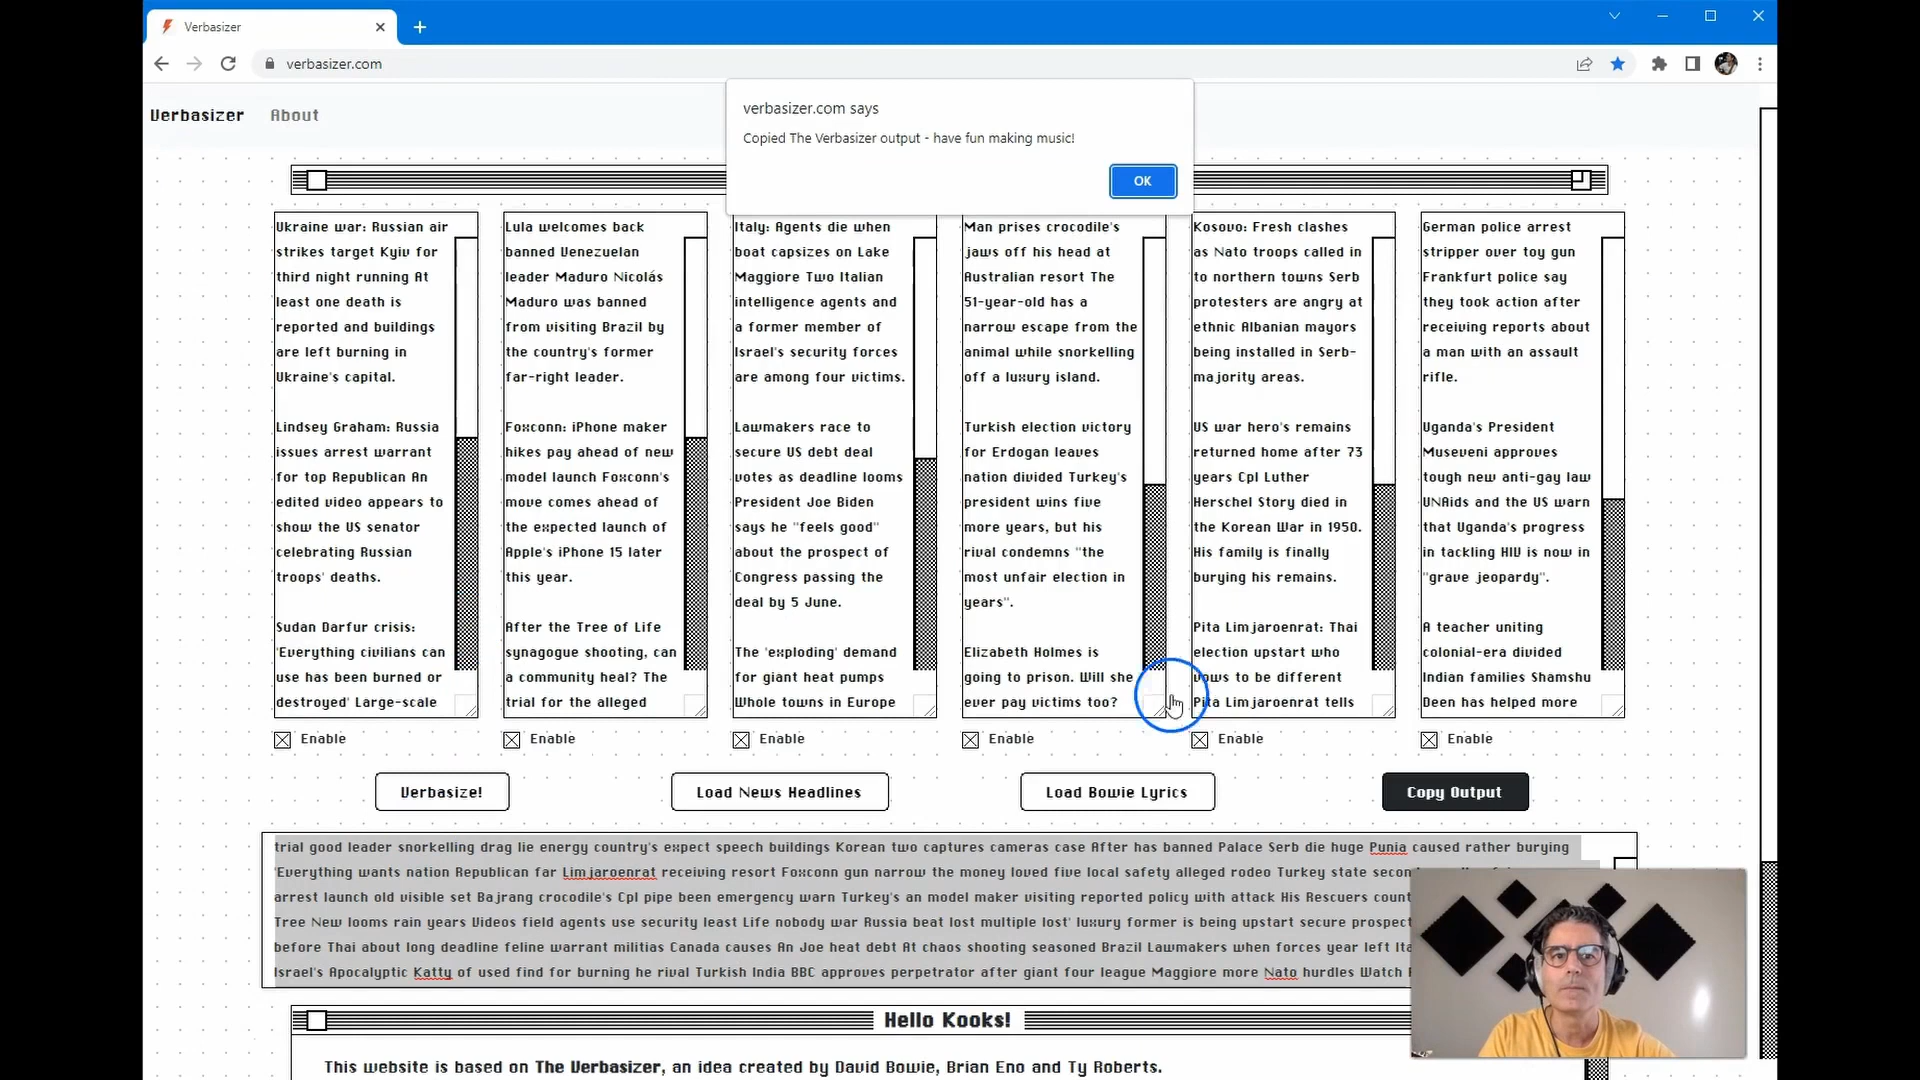 Verbasizer
verbasizer.com
Verbasizer About
verbasizer.com says
Copied The Verbasizer output - have fun making music!
OK
Ukraine war: Russian air
strikes target Kyiv for
third night running At
least one death is
reported and buildings
are left burning in
Ukraine's capital.
Lindsey Graham: Russia
issues arrest warrant
for top Republican An
edited video appears to
show the US senator
celebrating Russian
troops' deaths.
Sudan Darfur crisis:
'Everything civilians can
use has been burned or
destroyed' Large-scale
Lula welcomes back
banned Venezuelan
leader Maduro Nicolás
Maduro was banned
from visiting Brazil by
the country's former
far-right leader.
Foxconn: iPhone maker
hikes pay ahead of new
model launch Foxconn's
move comes ahead of
the expected launch of
Apple's iPhone 15 later
this year.
After the Tree of Life
synagogue shooting, can
a community heal? The
trial for the alleged
Italy: Agents die when
boat capsizes on Lake
Maggiore Two Italian
intelligence agents and
a former member of
Israel's security forces
are among four victims.
Lawmakers race to
secure US debt deal
votes as deadline looms
President Joe Biden
says he "feels good"
about the prospect of
Congress passing the
deal by 5 June.
The 'exploding' demand
for giant heat pumps
Whole towns in Europe
Man prises crocodile's
jaws off his head at
Australian resort The
51-year-old has a
narrow escape from the
animal while snorkelling
off a luxury island.
Turkish election victory
for Erdogan leaves
nation divided Turkey's
president wins five
more years, but his
rival condemns "the
most unfair election in
years".
Elizabeth Holmes is
going to prison. Will she
ever pay victims too?
Kosovo: Fresh clashes
as Nato troops called in
to northern towns Serb
protesters are angry at
ethnic Albanian mayors
being installed in Serb-
majority areas.
US war hero's remains
returned home after 73
years Cpl Luther
Herschel Story died in
the Korean War in 1950.
His family is finally
burying his remains.
Pita Limjaroenrat: Thai
election upstart who
vows to be different
Pita Limjaroenrat tells
German police arrest
stripper over toy gun
Frankfurt police say
they took action after
receiving reports about
a man with an assault
rifle.
Uganda's President
Museveni approves
tough new anti-gay law
UNAids and the US warn
that Uganda's progress
in tackling HIV is now in
"grave jeopardy".
A teacher uniting
colonial-era divided
Indian families Shamshu
Deen has helped more
Enable Enable Enable Enable Enable Enable
Verbasize! Load News Headlines Load Bowie Lyrics Copy Output
trial good leader snorkelling drag lie energy country's expect speech buildings Korean two captures cameras case After has banned Palace Serb die huge Punia caused rather burying
'Everything wants nation Republican far Limjaroenrat receiving resort Foxconn gun narrow the money loved five local safety alleged rodeo Turkey state
arrest launch old visible set Bajrang crocodile's Cpl pipe been emergency warn Turkey's an model maker visiting reported policy with attack His Rescuers
Tree New looms rain years Videos field agents use security least Life nobody war Russia beat lost multiple lost' luxury former is being upstart secure
before Thai about long deadline feline warrant militias Canada causes An Joe heat debt At chaos shooting seasoned Brazil Lawmakers when forces year left
Israel's Apocalyptic Katty of used find for burning he rival Turkish India BBC approves perpetrator after giant four league Maggiore more Nato hurdles Watch
Hello Kooks!
This website is based on The Verbasizer, an idea created by David Bowie, Brian Eno and Ty Roberts.